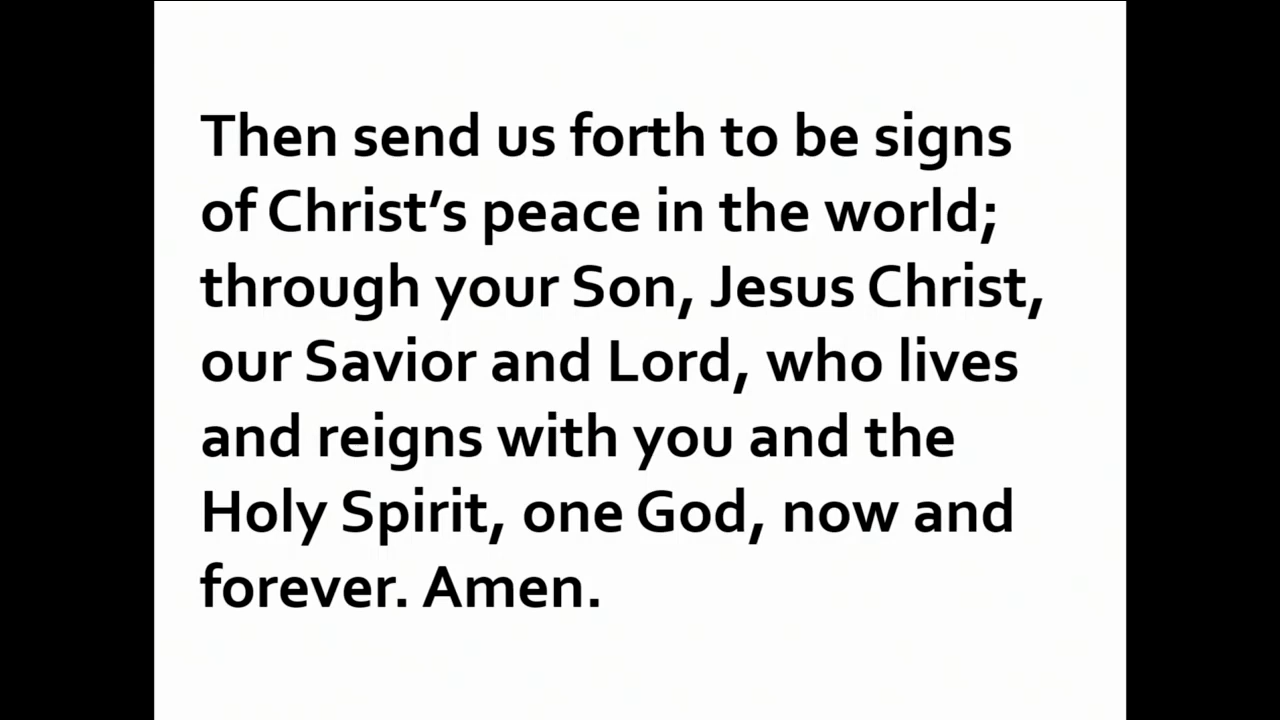 Then send us forth to be signs
of Christ’s peace in the world;
through your Son, Jesus Christ,
our Savior and Lord, who lives
and reigns with you and the
Holy Spirit, one God, now and
forever. Amen.